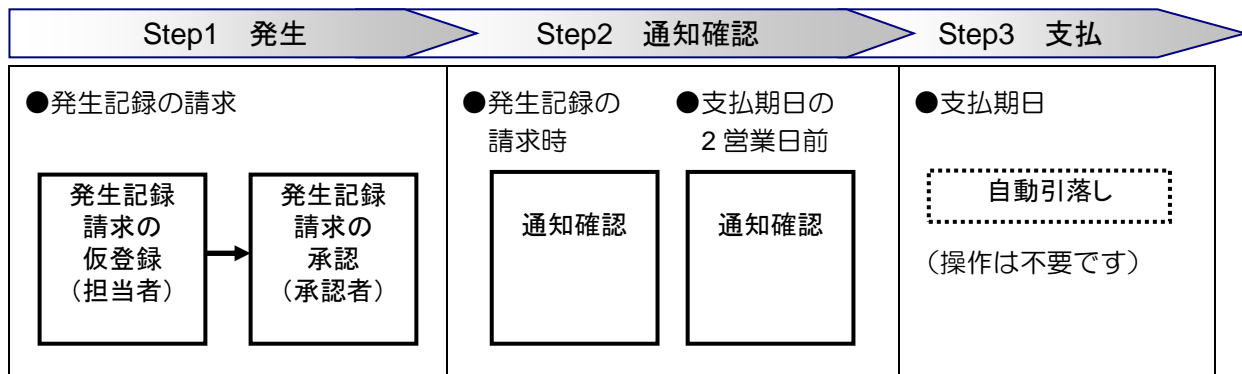 Step1 発生
Step2 通知確認
Step3 支払
●発生記録の請求
発生記録
請求の
仮登録
（担当者）
発生記録
請求の
承認
（承認者）
●発生記録の
請求時
通知確認
●支払期日の
2 営業日前
通知確認
●支払期日
自動引落し
（操作は不要です）